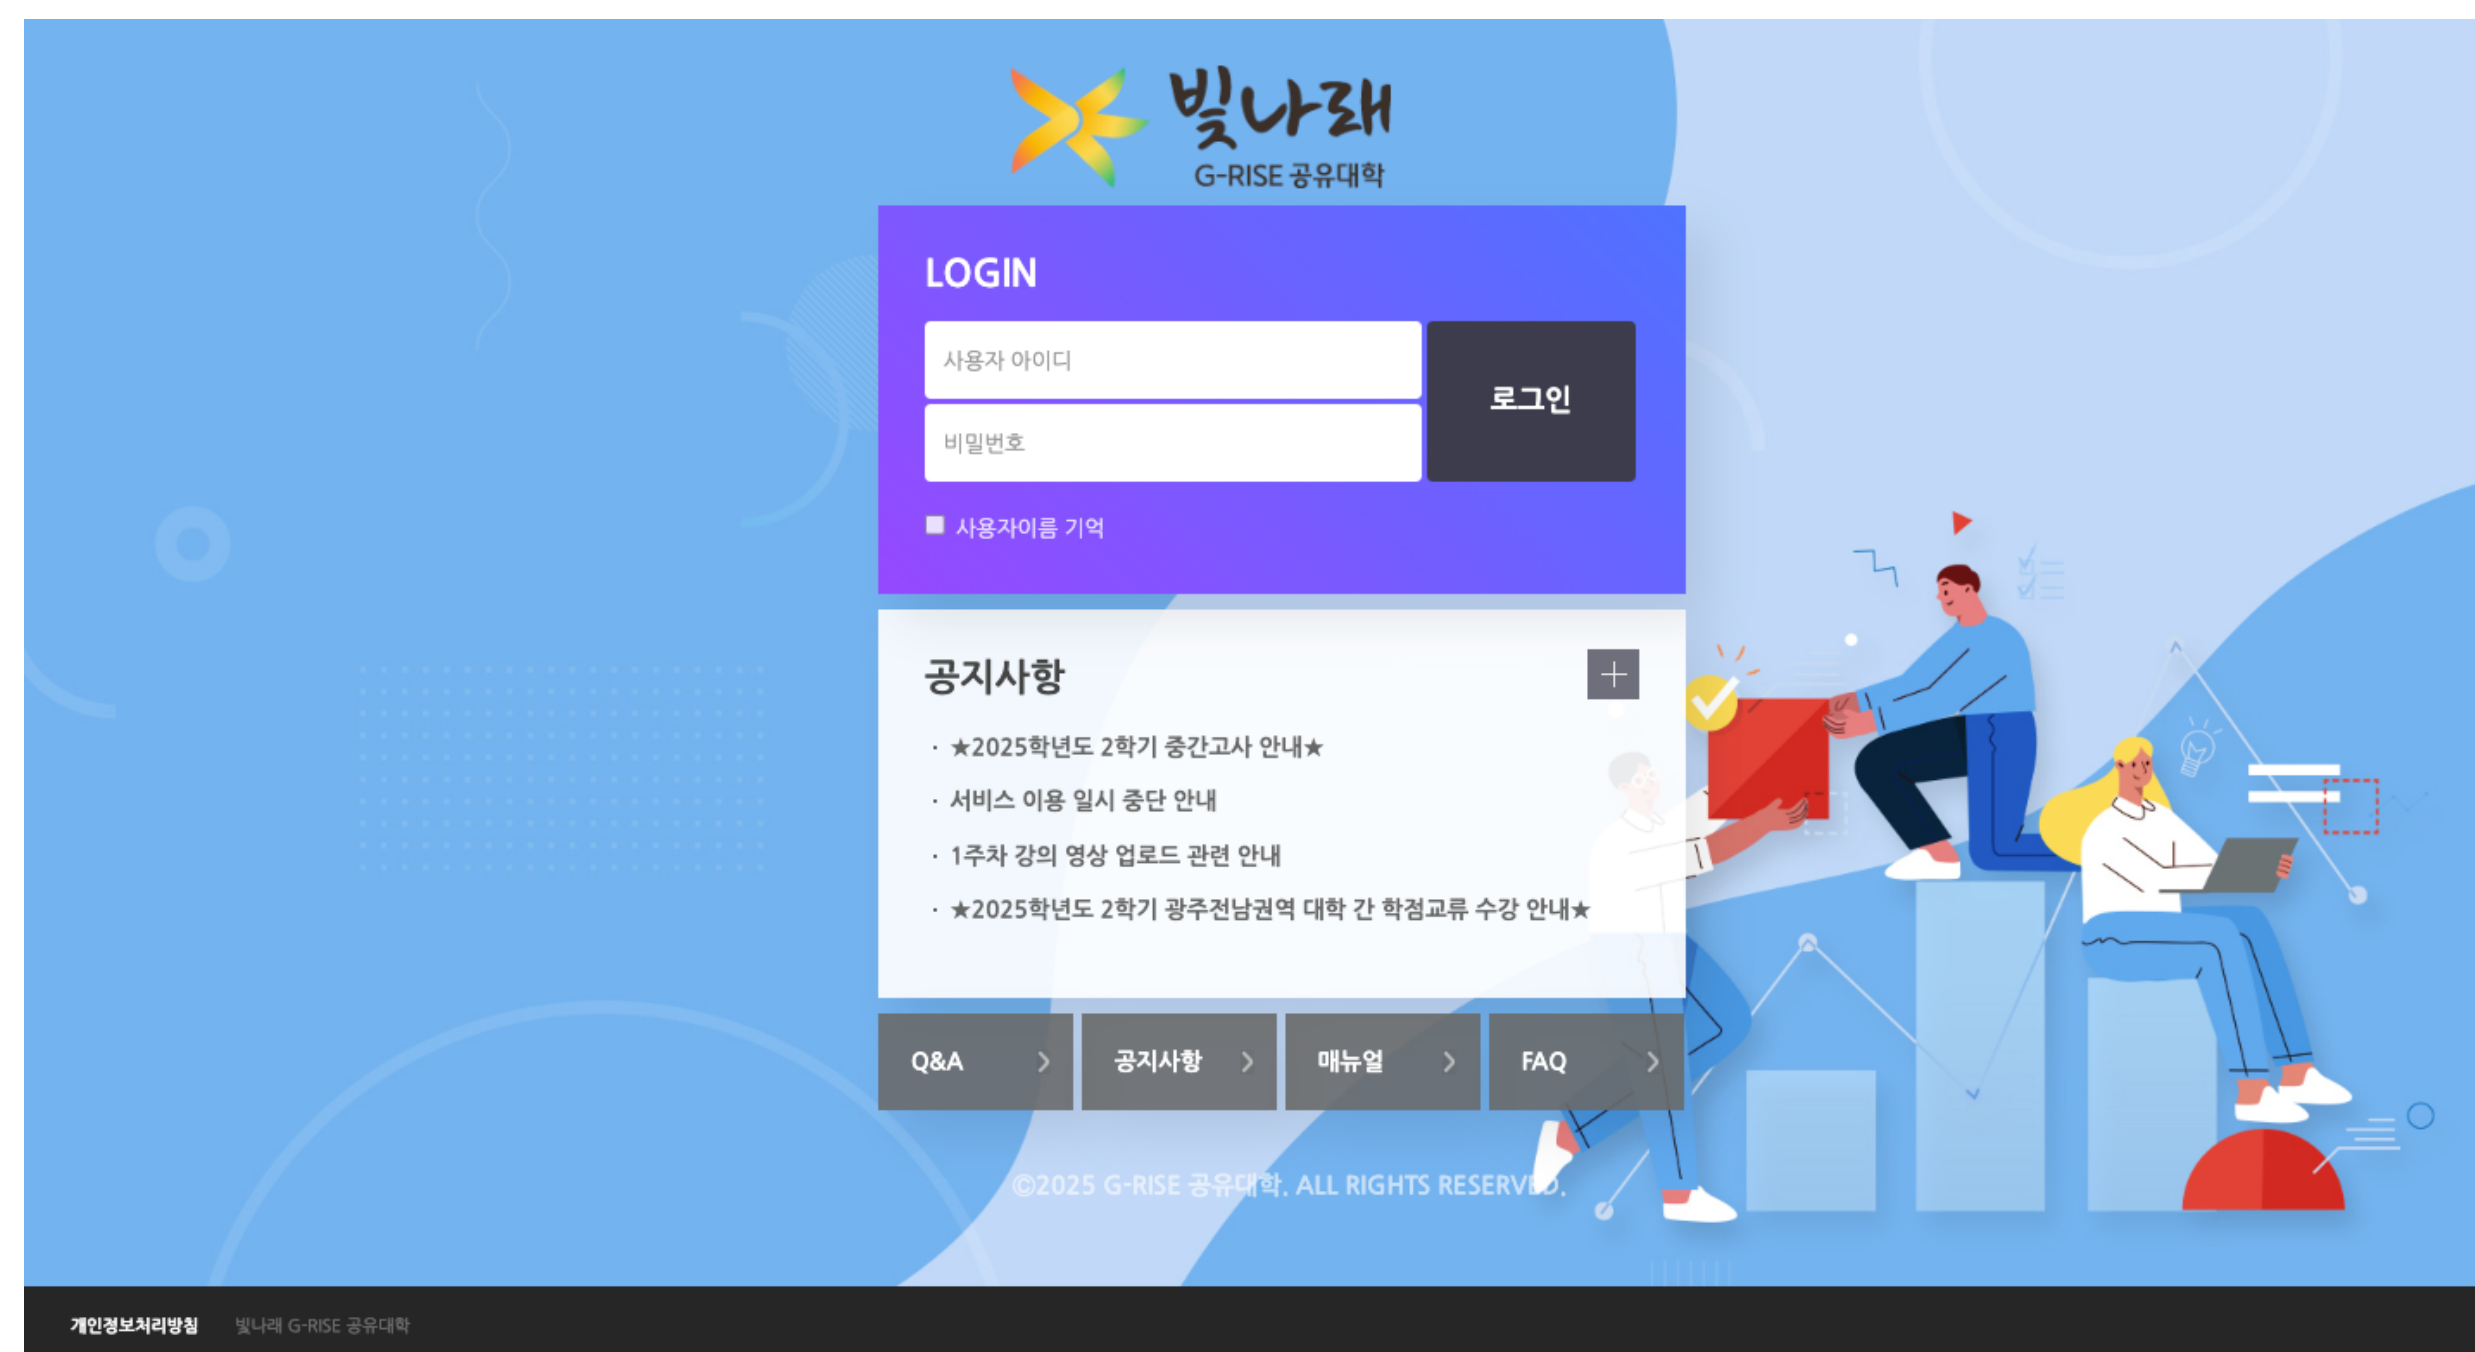 빛나래
G-RISE 공유대학
LOGIN
사용자 아이디
로그인
비밀번호
사용자이름 기억
공지사항
· ★2025학년도 2학기 중간고사 안내★
· 서비스 이용 일시 중단 안내
· 1주차 강의 영상 업로드 관련 안내
· ★2025학년도 2학기 광주전남권역 대학 간 학점교류 수강 안내★
Q&A
공지사항
매뉴얼
FAQ
©2025 G-RISE 공유대학. ALL RIGHTS RESERVED.
개인정보처리방침 빛나래 G-RISE 공유대학